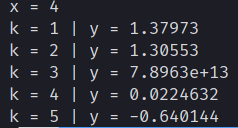 x = 4
k = 1 | y = 1.37973
k = 2 | y = 1.30553
k = 3 | y = 7.8963e+13
k = 4 | y = 0.0224632
k = 5 | y = -0.640144